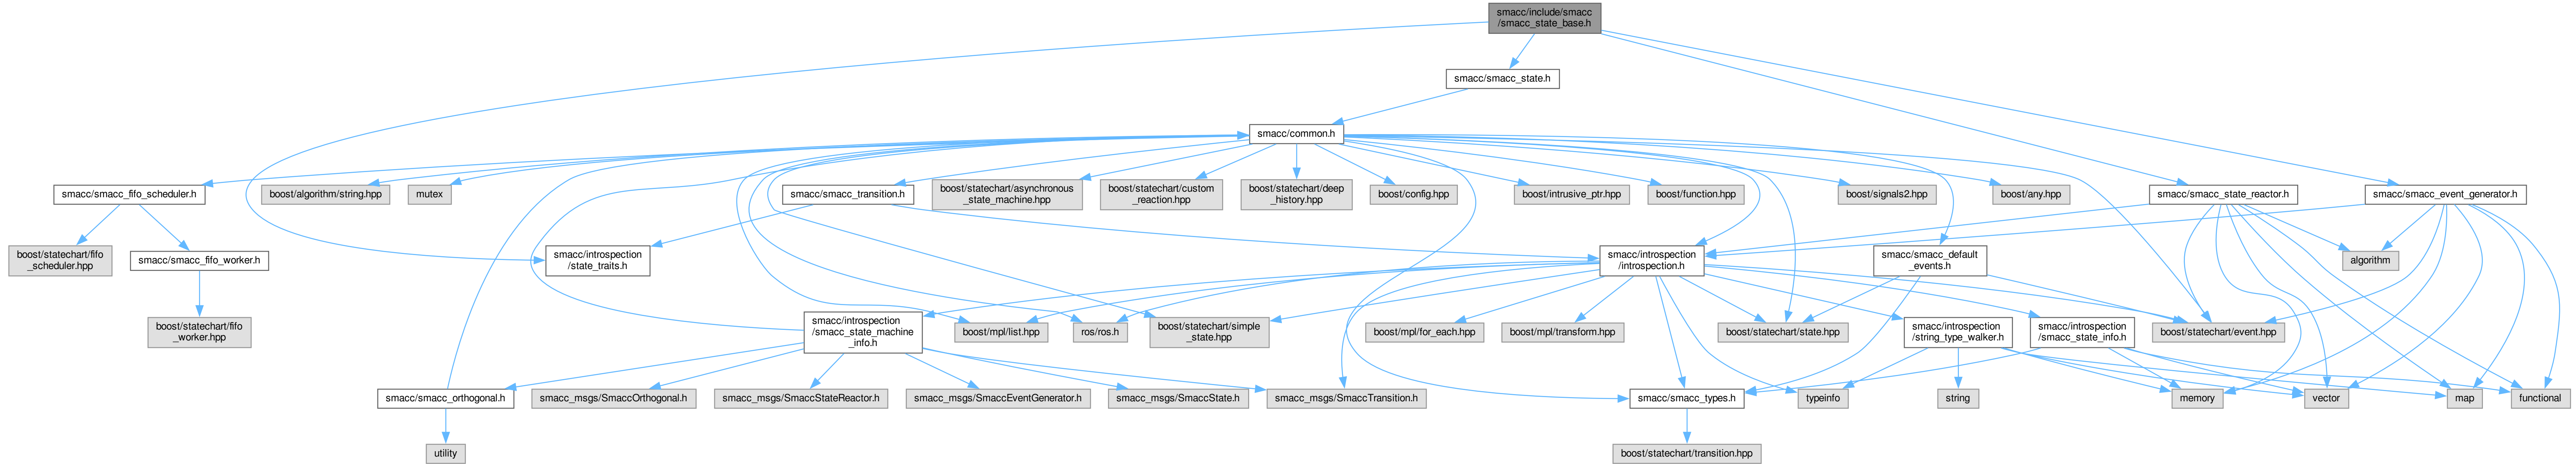 smacc/include/smacc
/smacc_state_base.h
smacc/smacc_state.h
smacc/common.h
smacc/smacc_fifo_scheduler.h
boost/algorithm/string.hpp
mutex
smacc/smacc_transition.h
boost/statechart/asynchronous
_state_machine.hpp
boost/statechart/custom
_reaction.hpp
boost/statechart/deep
_history.hpp
boost/config.hpp
boost/intrusive_ptr.hpp
boost/function.hpp
boost/signals2.hpp
boost/any.hpp
smacc/smacc_state_reactor.h
smacc/smacc_event_generator.h
boost/statechart/fifo
_scheduler.hpp
smacc/smacc_fifo_worker.h
smacc/introspection
/state_traits.h
smacc/introspection
/introspection.h
smacc/smacc_default
_events.h
algorithm
boost/statechart/fifo
_worker.hpp
smacc/introspection
/smacc_state_machine
_info.h
boost/mpl/list.hpp
ros/ros.h
boost/statechart/simple
_state.hpp
boost/mpl/for_each.hpp
boost/mpl/transform.hpp
boost/statechart/state.hpp
smacc/introspection
/string_type_walker.h
smacc/introspection
/smacc_state_info.h
boost/statechart/event.hpp
smacc/smacc_orthogonal.h
smacc_msgs/SmaccOrthogonal.h
smacc_msgs/SmaccStateReactor.h
smacc_msgs/SmaccEventGenerator.h
smacc_msgs/SmaccState.h
smacc_msgs/SmaccTransition.h
smacc/smacc_types.h
typeinfo
string
memory
vector
map
functional
utility
boost/statechart/transition.hpp